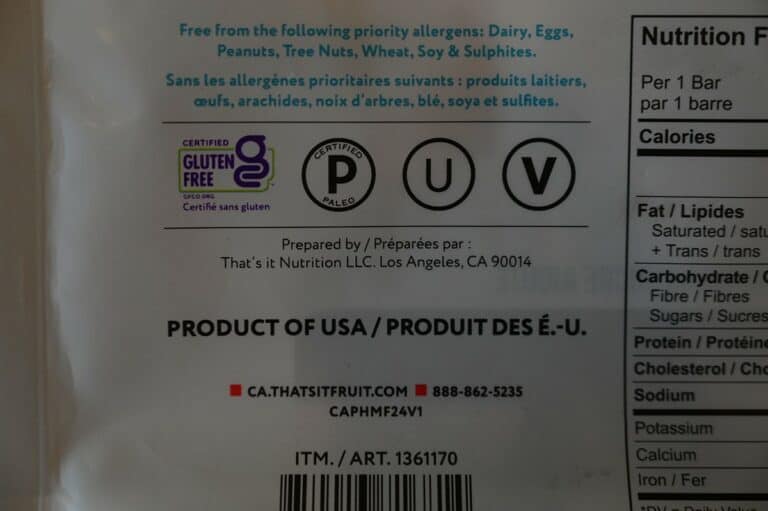 Free from the following priority allergens: Dairy, Eggs,
Peanuts, Tree Nuts, Wheat, Soy & Sulphites.
Sans les allergènes prioritaires suivants : produits laitiers,
œufs, arachides, noix d'arbres, blé, soya et sulfites.
CERTIFIED
GLUTEN
FREE
GFCO.ORG
Certifié sans gluten
CERTIFIED
P
PALEO
U
V
Prepared by / Préparées par :
That's it Nutrition LLC. Los Angeles, CA 90014
PRODUCT OF USA / PRODUIT DES É.-U.
CA.THATSITFRUIT.COM 888-862-5235
CAPHMF24V1
ITM. / ART. 1361170
Nutrition F
Per 1 Bar
par 1 barre
Calories
Fat / Lipides
Saturated / satu
+ Trans / trans
Carbohydrate / G
Fibre / Fibres
Sugars / Sucres
Protein / Protéine
Cholesterol / Cho
Sodium
Potassium
Calcium
Iron / Fer